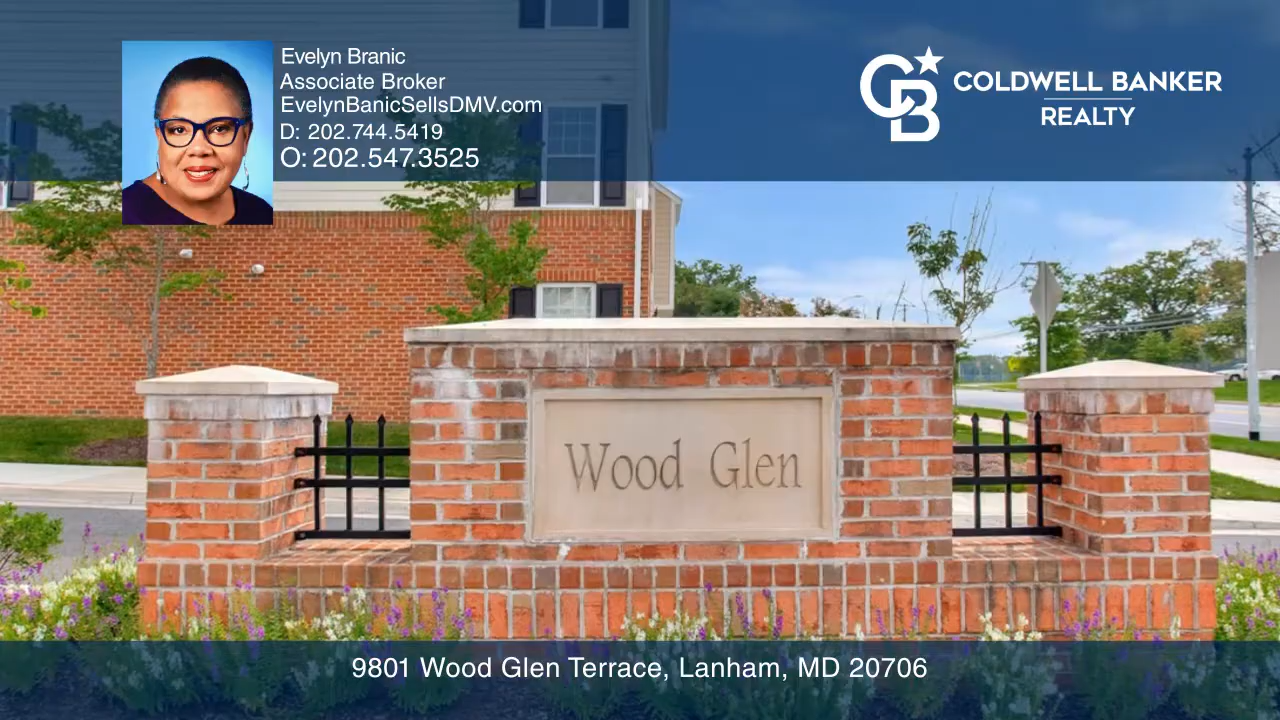 Evelyn Branic
Associate Broker
EvelynBanicSellsDMV.com
D: 202.744.5419
O: 202.547.3525
CB
COLDWELL BANKER
REALTY
Wood Glen
9801 Wood Glen Terrace, Lanham, MD 20706